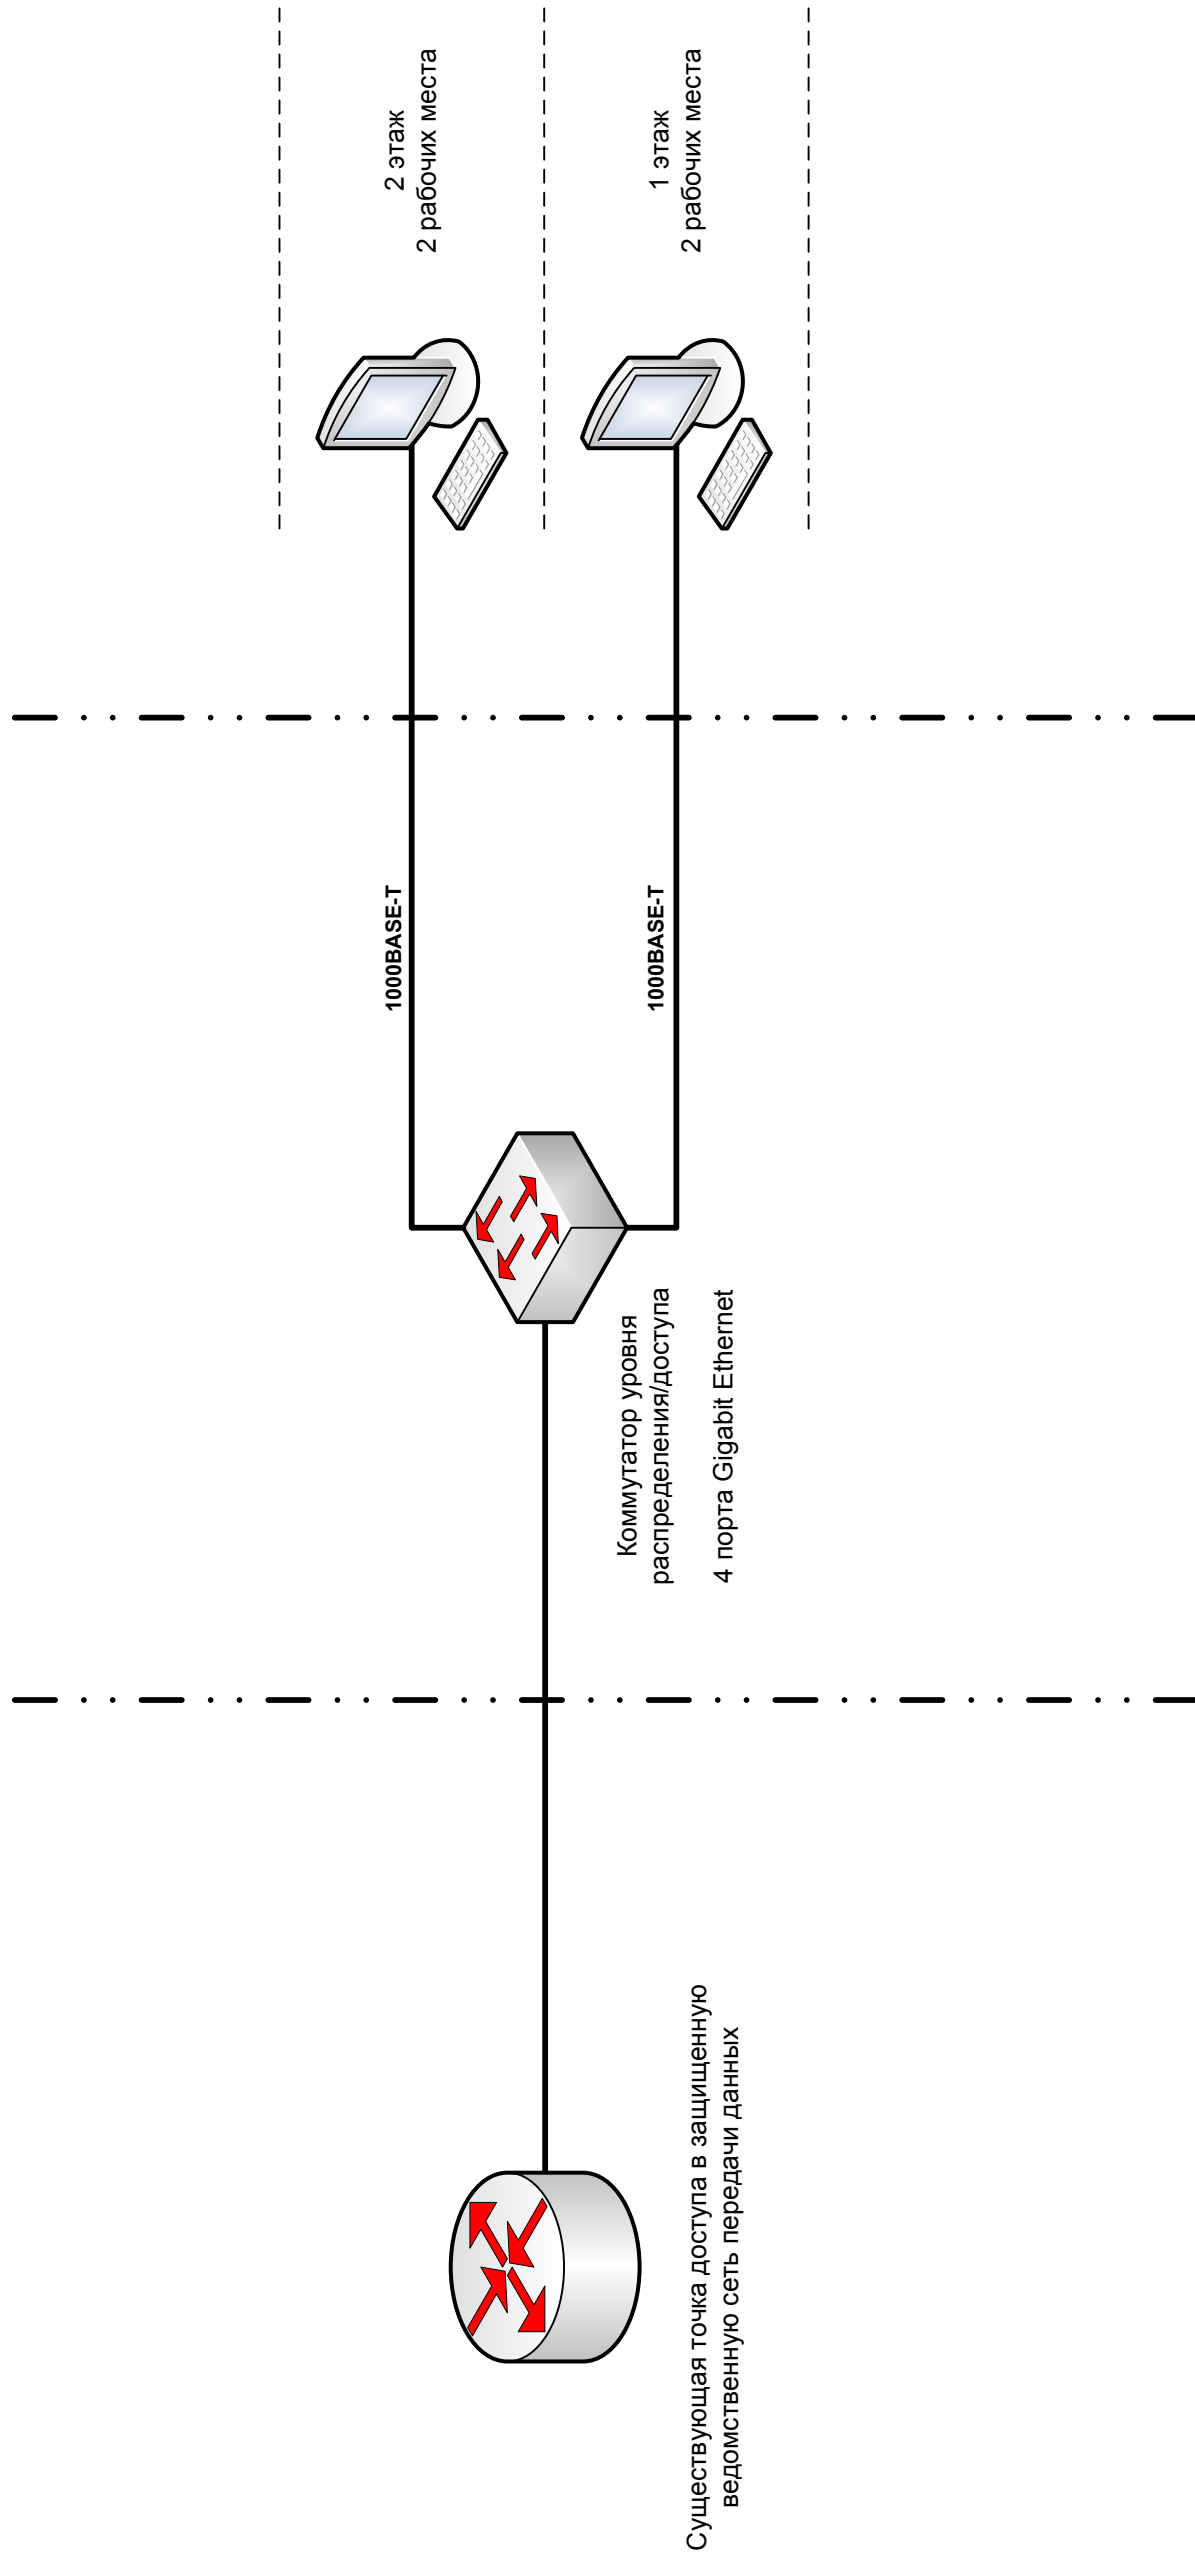 Существующая точка доступа в защищенную
ведомственную сеть передачи данных
Коммутатор уровня
распределения/доступа
4 порта Gigabit Ethernet
1000BASE-T
1000BASE-T
2 этаж
2 рабочих места
1 этаж
2 рабочих места